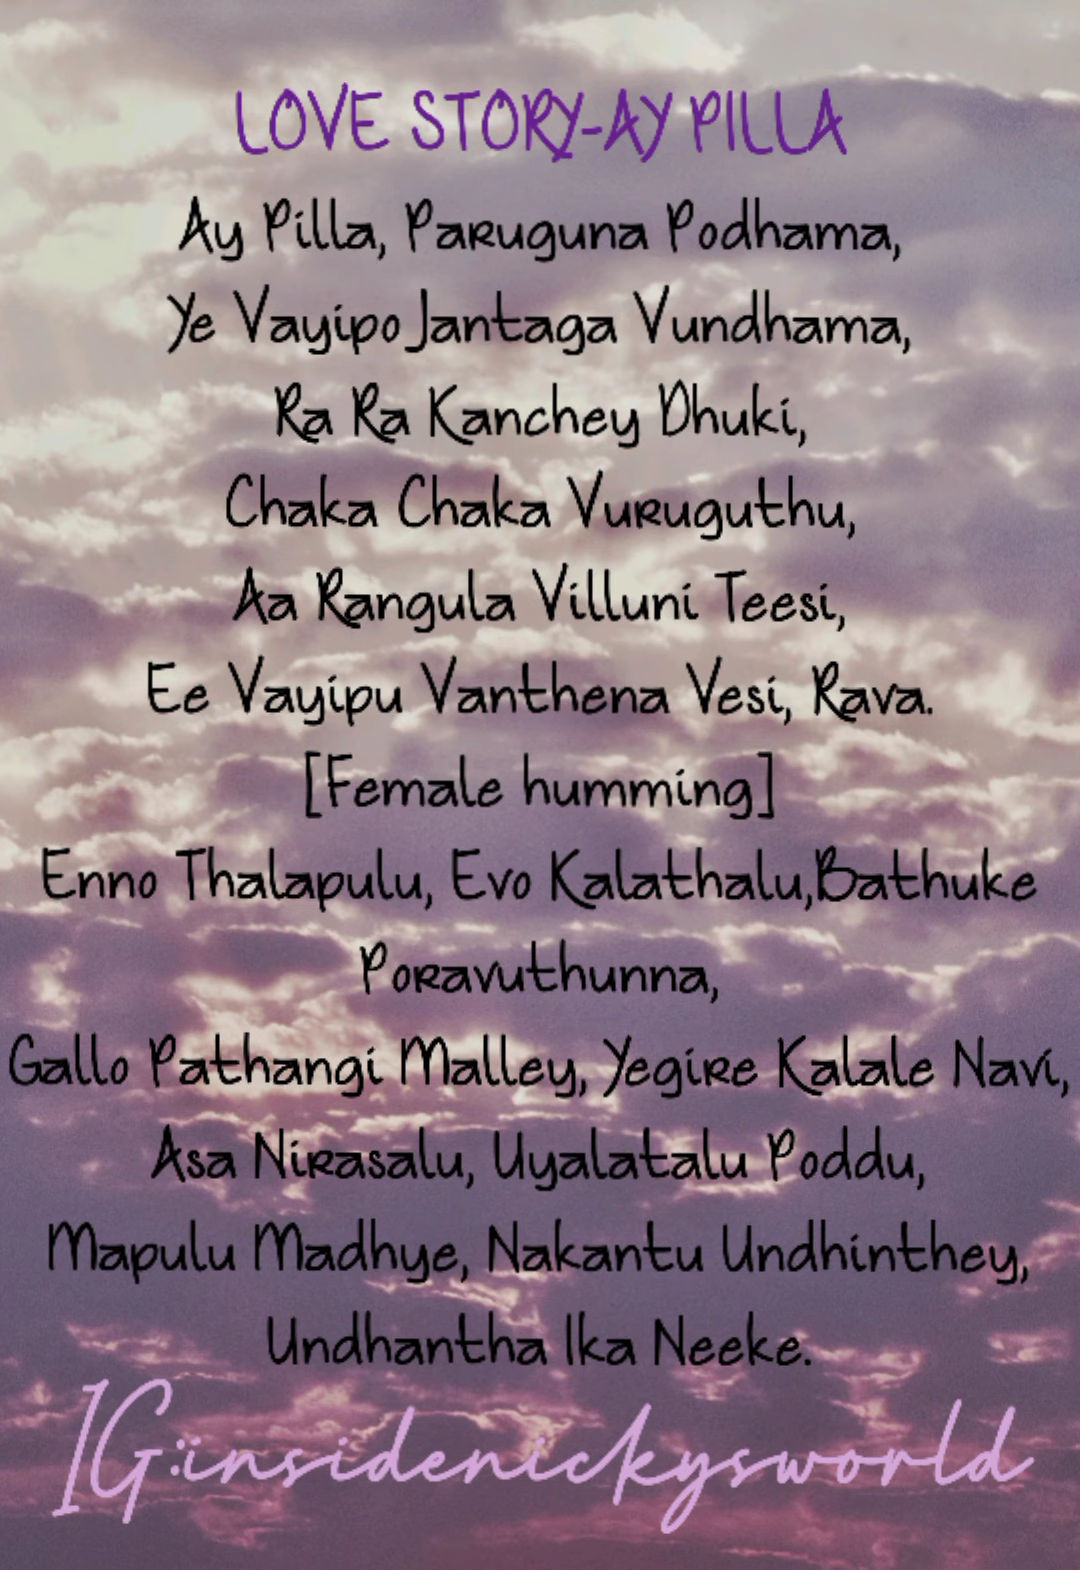 LOVE STORY-AY PILLA
Ay Pilla, Paruguna Podhama,
Ye Vayipo Jantaga Vundhama,
Ra Ra Kanchey Dhuki,
Chaka Chaka Vuruguthu,
Aa Rangula Villuni Teesi,
Ee Vayipu Vanthena Vesi, Rava.
[Female humming]
Enno Thalapulu, Evo Kalathalu,Bathuke
Poravuthunna,
Gallo Pathangi Malley, Yegire Kalale Navi,
Asa Nirasalu, Uyalatalu Poddu,
Mapulu Madhye, Nakantu Undhinthey,
Undhantha Ika Neeke.
IG:insidenickysworld